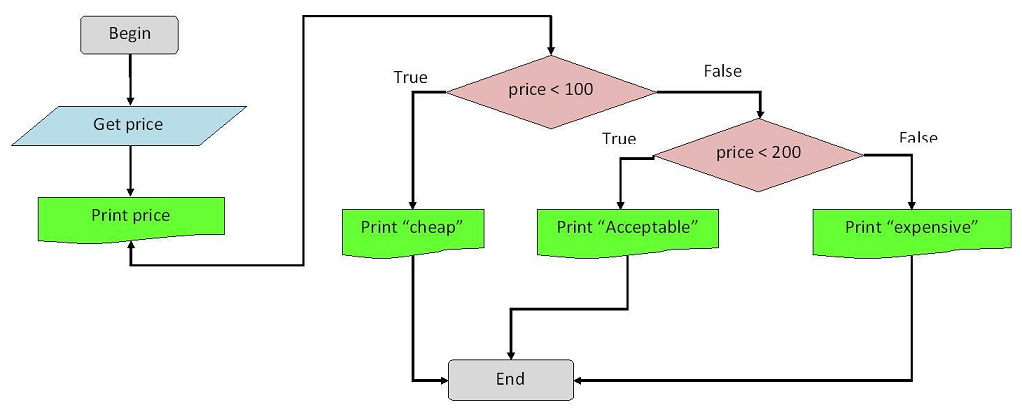 Begin
Get price
Print price
price < 100
True
False
price < 200
True
False
Print “cheap”
Print “Acceptable”
Print “expensive”
End